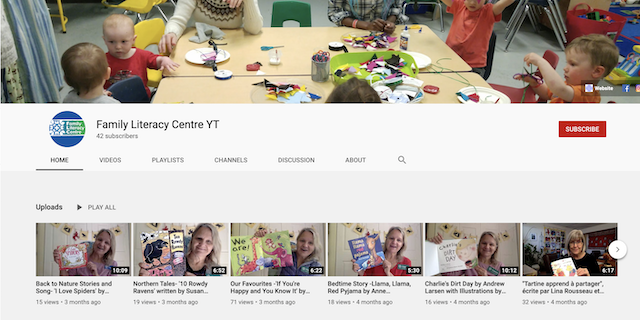 Website
Family
Literacy
Centre
Family Literacy Centre YT
42 subscribers
SUBSCRIBE
HOME VIDEOS PLAYLISTS CHANNELS DISCUSSION ABOUT
Uploads PLAY ALL
10:09
6:52
6:22
5:30
10:12
6:17
Back to Nature Stories and
Song- 'I Love Spiders' by...
15 views • 3 months ago
Northern Tales- '10 Rowdy
Ravens' written by Susan...
19 views • 3 months ago
Our Favourites -'If You're
Happy and You Know It' by...
71 views • 3 months ago
Bedtime Story -Llama, Llama,
Red Pyjama by Anne...
18 views • 4 months ago
Charlie's Dirt Day by Andrew
Larsen with Illustrations by...
16 views • 4 months ago
"Tartine apprend à partager",
écrite par Lina Rousseau et...
32 views • 4 months ago